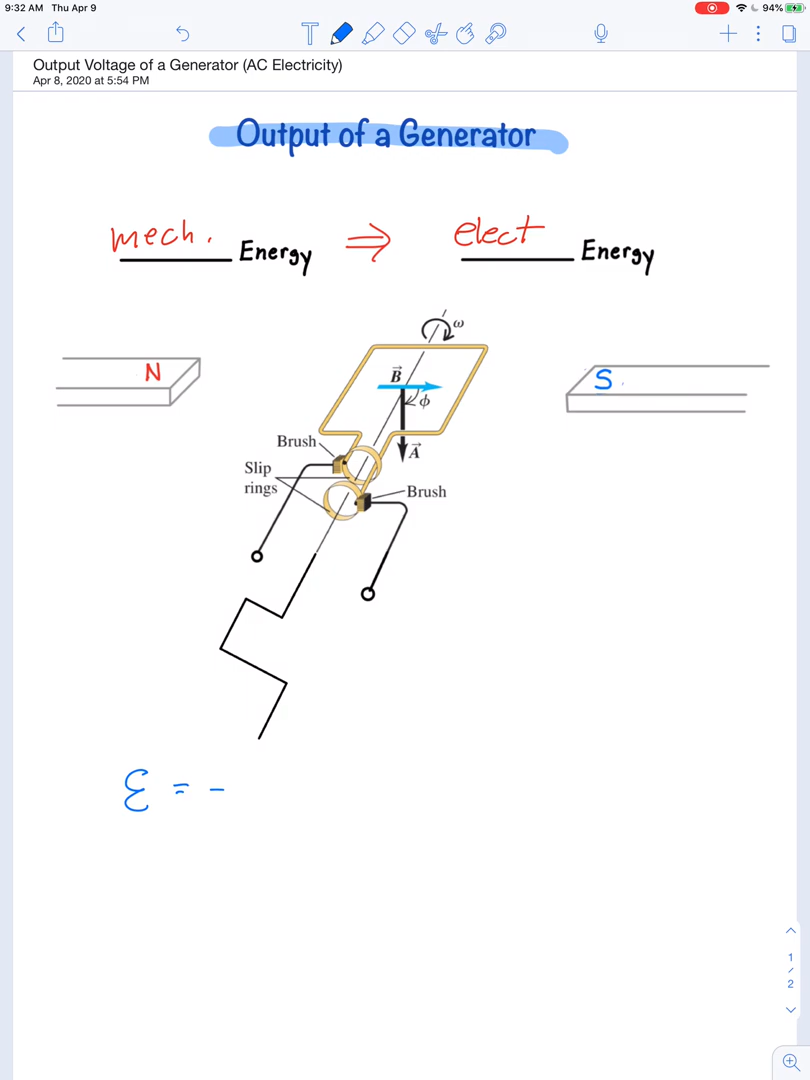 9:32 AM Thu Apr 9
94%
Output Voltage of a Generator (AC Electricity)
Apr 8, 2020 at 5:54 PM
Output of a Generator
mech. Energy ⇒ elect Energy
ω
N
B
S
ϕ
Brush
A
Slip
rings
Brush
ℰ = -
1
/
2